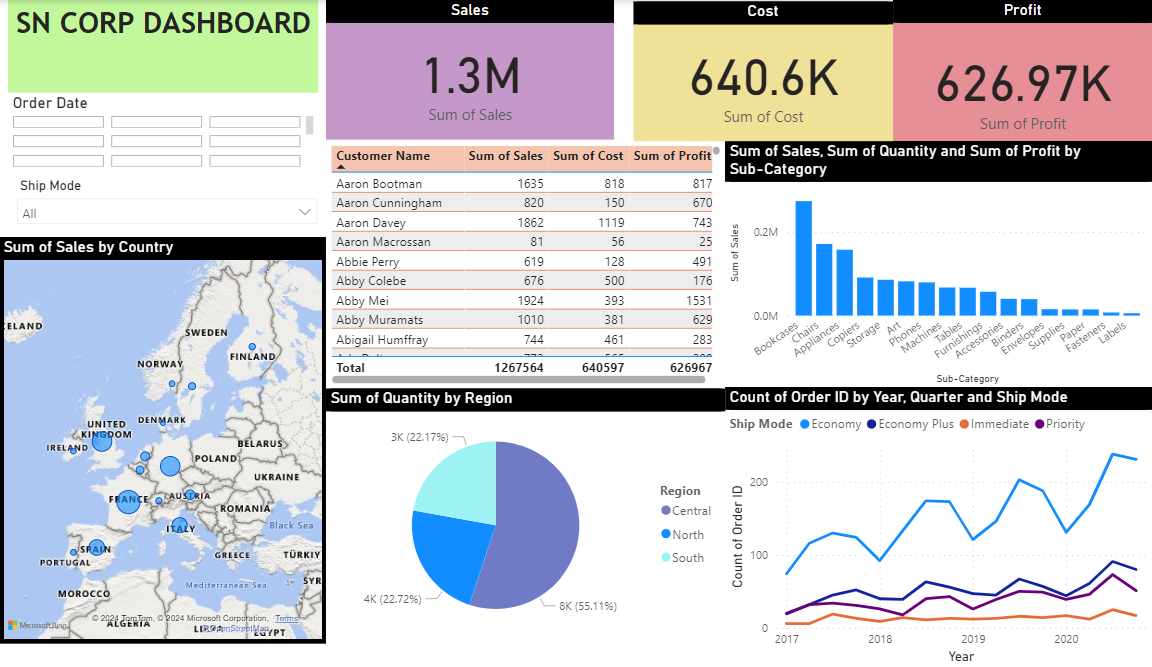 SN CORP DASHBOARD
Order Date
Ship Mode
All
Sales
1.3M
Sum of Sales
Cost
640.6K
Sum of Cost
Profit
626.97K
Sum of Profit
Customer Name Sum of Sales Sum of Cost Sum of Profit
Aaron Bootman 1635 818 817
Aaron Cunningham 820 150 670
Aaron Davey 1862 1119 743
Aaron Macrossan 81 56 25
Abbie Perry 619 128 491
Abby Colebe 676 500 176
Abby Mei 1924 393 1531
Abby Muramats 1010 381 629
Abigail Humffray 744 461 283
Total 1267564 640597 626967
Sum of Sales, Sum of Quantity and Sum of Profit by
Sub-Category
Sum of Sales
0.2M
0.0M
Bookcases
Chairs
Appliances
Copiers
Storage
Art
Phones
Machines
Tables
Furnishings
Accessories
Binders
Envelopes
Supplies
Paper
Fasteners
Labels
Sub-Category
Sum of Sales by Country
ICELAND
SWEDEN
FINLAND
NORWAY
DENMARK
UNITED
KINGDOM
IRELAND
BELARUS
POLAND
UKRAINE
FRANCE
AUSTRIA
ROMANIA
ITALY
Black Sea
SPAIN
PORTUGAL
GREECE
TÜRKIY
SYR
Mediterranean Sea
MOROCCO
© 2024 TomTom, © 2024 Microsoft Corporation, Terms
© OpenStreetMap
Microsoft Bing
ALGERIA
EGYPT
Sum of Quantity by Region
3K (22.17%)
4K (22.72%)
8K (55.11%)
Region
Central
North
South
Count of Order ID by Year, Quarter and Ship Mode
Ship Mode Economy Economy Plus Immediate Priority
Count of Order ID
200
100
0
2017 2018 2019 2020
Year